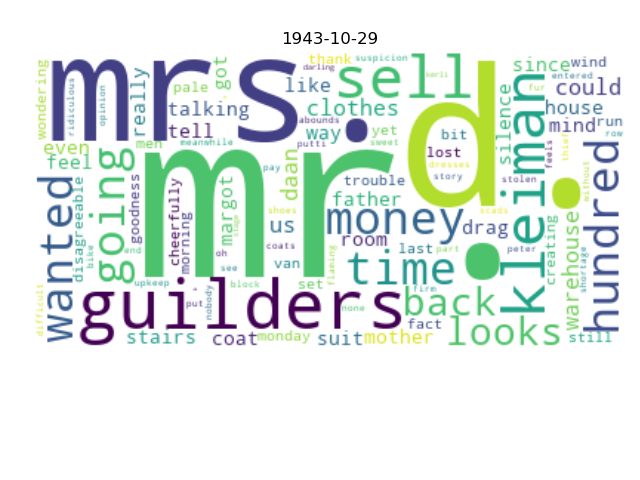 1943-10-29
mrs.
mr.
d.
kleiman
guilders
hundred
money
time
sell
wanted
going
looks
back
wondering
ridiculous
opinion
really
pale
got
thank
suspicion
darling
like
talking
tell
clothes
way
yet
abounds
putti
sweet
kerli
since
wind
entered
could
house
mind
run
row
fur
silence
feels
thief
stolen
without
bit
lost
dresses
story
even
feel
men
meanwhile
disagreeable
goodness
cheerfully
morning
margot
stage
daan
pay
us
shoes
coats
van
room
trouble
father
drag
scads
last
part
peter
creating
warehouse
shortage
bike
end
upkeep
oh
see
put
nobody
block
set
flaming
none
firm
fact
difficult
stairs
coat
monday
suit
mother
still